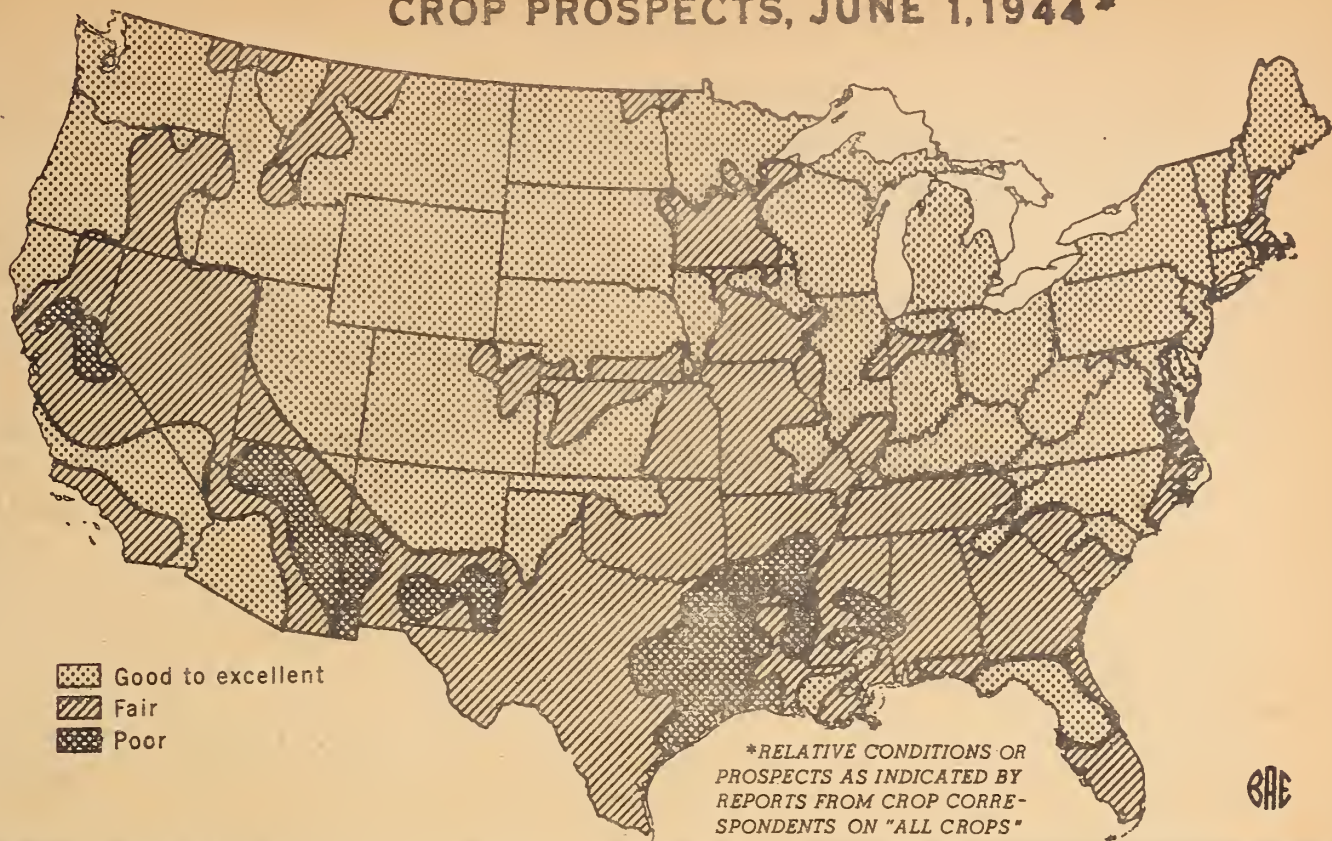 CROP PROSPECTS, JUNE 1, 1944*
Good to excellent
Fair
Poor
*RELATIVE CONDITIONS OR
PROSPECTS AS INDICATED BY
REPORTS FROM CROP CORRE-
SPONDENTS ON "ALL CROPS"
BAE